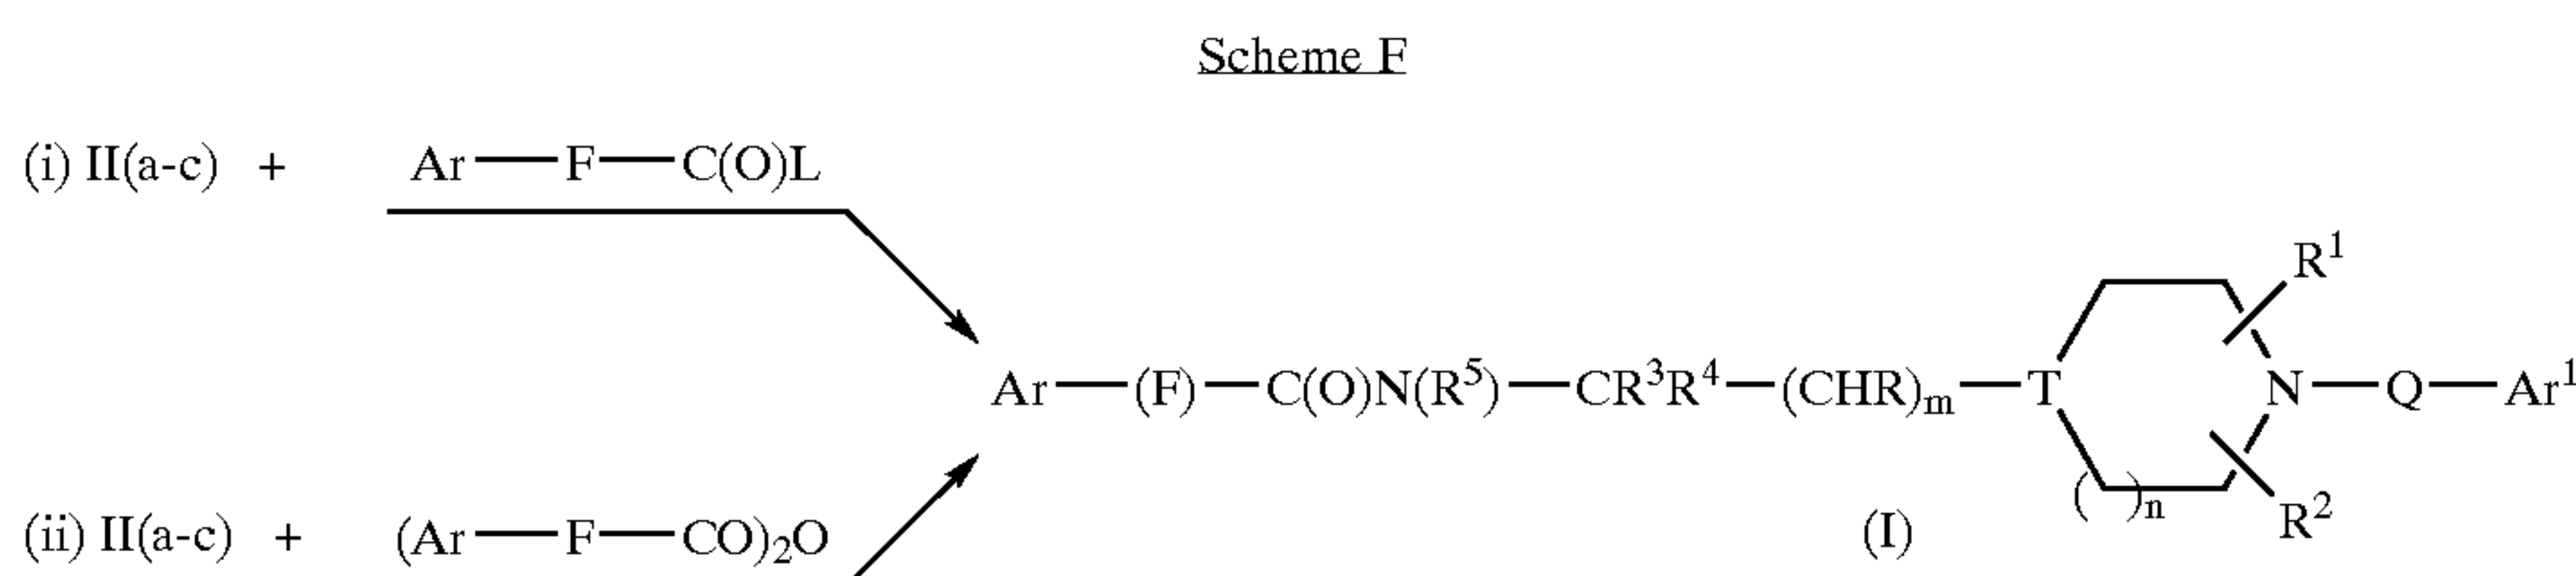 Scheme F
(i) II(a-c) + Ar—F—C(O)L
R¹
Ar—(F)—C(O)N(R⁵)—CR³R⁴—(CHR)ₘ—T N—Q—Ar¹
( )ₙ
R²
(ii) II(a-c) + (Ar—F—CO)₂O (I)